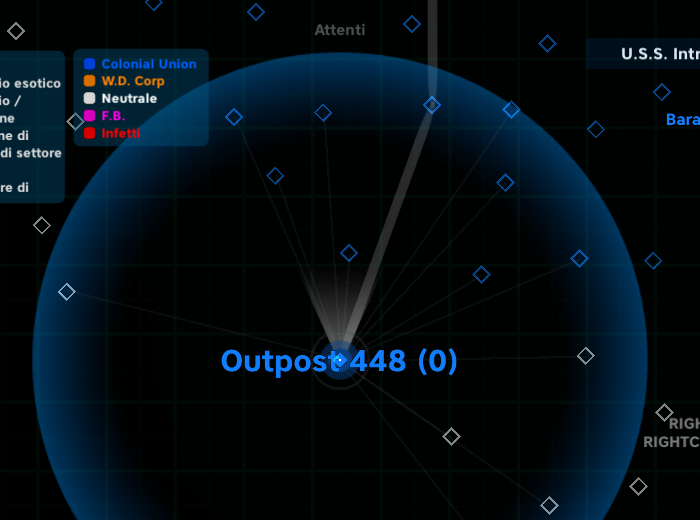 Attenti
U.S.S. Intr
io esotico
io /
ne
ne di
di settore
re di
Colonial Union
W.D. Corp
Neutrale
F.B.
Infetti
Bara
Outpost 448 (0)
RIGH
RIGHTC